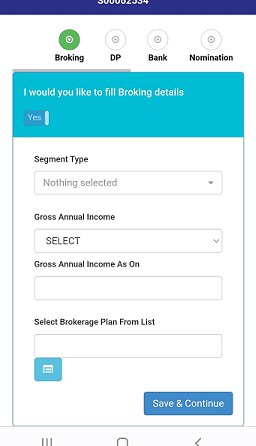 S00062534
Broking DP Bank Nomination
I would you like to fill Broking details
Yes
Segment Type
Nothing selected
Gross Annual Income
SELECT
Gross Annual Income As On
Select Brokerage Plan From List
Save & Continue